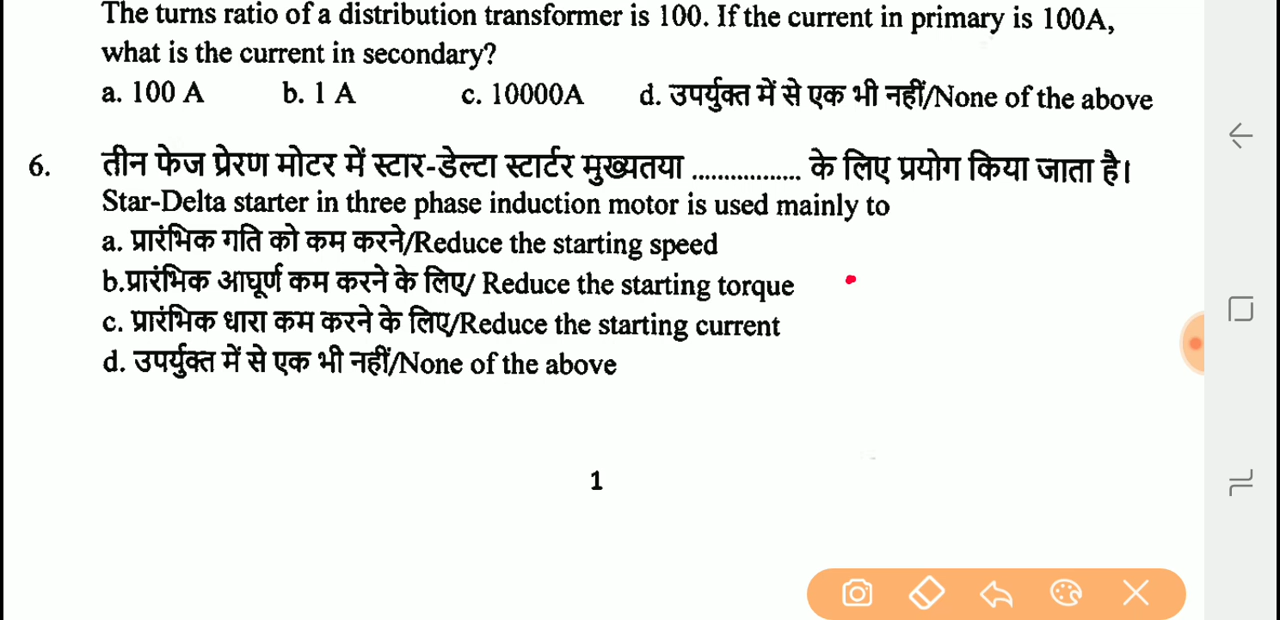 The turns ratio of a distribution transformer is 100. If the current in primary is 100A,
what is the current in secondary?
a. 100 A b. 1 A c. 10000A d. उपर्युक्त में से एक भी नहीं/None of the above
6. तीन फेज प्रेरण मोटर में स्टार-डेल्टा स्टार्टर मुख्यतया .................. के लिए प्रयोग किया जाता है।
Star-Delta starter in three phase induction motor is used mainly to
a. प्रारंभिक गति को कम करने/Reduce the starting speed
b.प्रारंभिक आघूर्ण कम करने के लिए/ Reduce the starting torque
c. प्रारंभिक धारा कम करने के लिए/Reduce the starting current
d. उपर्युक्त में से एक भी नहीं/None of the above
1